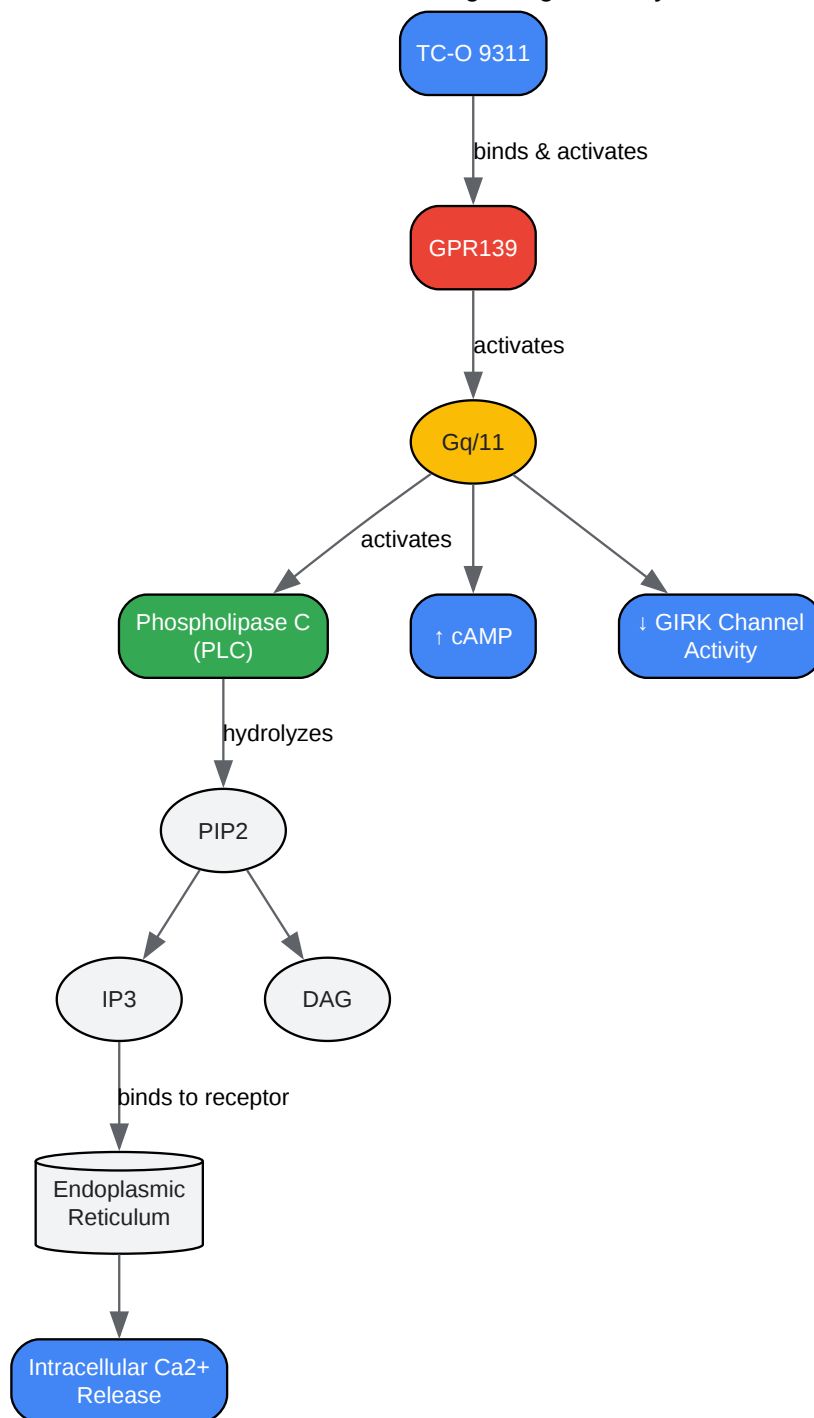 TC-O 9311
binds & activates
GPR139
activates
Gq/11
activates
Phospholipase C
(PLC)
↑ cAMP
↓ GIRK Channel
Activity
hydrolyzes
PIP2
IP3
DAG
binds to receptor
Endoplasmic
Reticulum
Intracellular Ca2+
Release